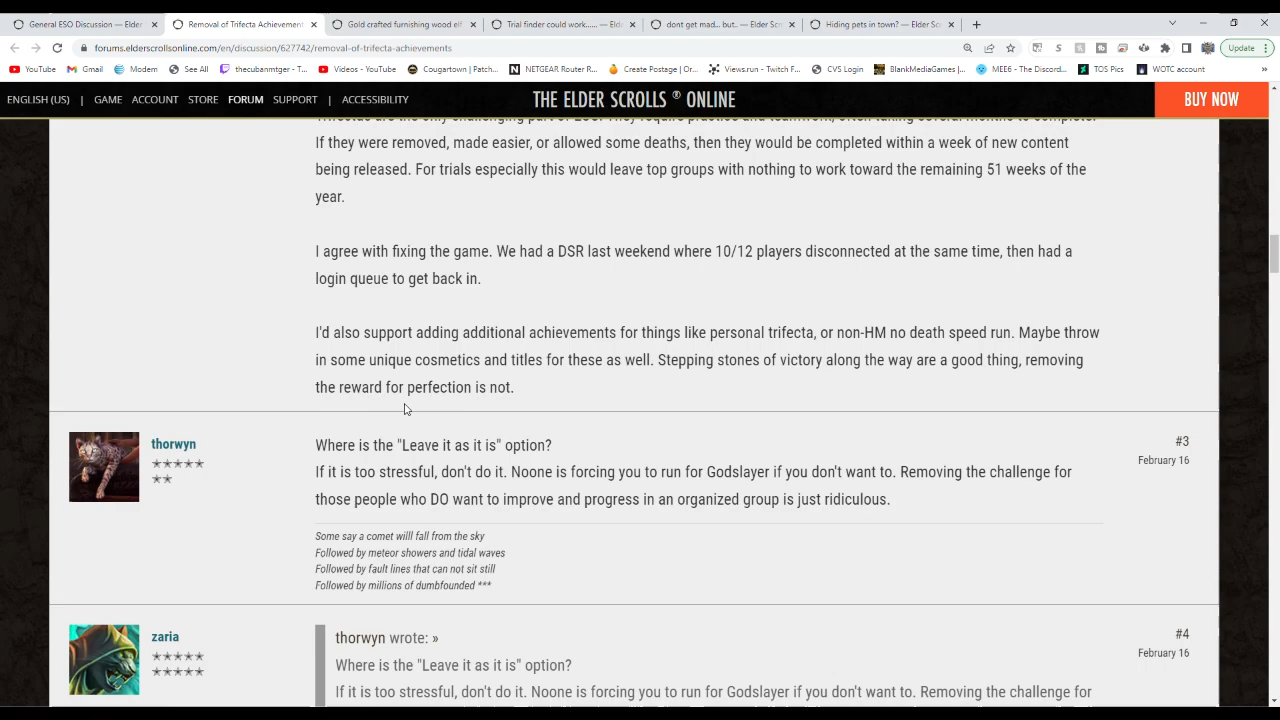 General ESO Discussion — Elder
Removal of Trifecta Achievement
Gold crafted furnishing wood elf
Trial finder could work...... — Eld
dont get mad... but.. — Elder Scr
Hiding pets in town? — Elder Scr
forums.elderscrollsonline.com/en/discussion/627742/removal-of-trifecta-achievements
Update
YouTube
Gmail
Modem
See All
thecubanmtger - T...
Videos - YouTube
Cougartown | Patch...
NETGEAR Router R...
Create Postage | Or...
Views.run - Twitch F...
CVS Login
BlankMediaGames |...
MEE6 - The Discord...
TOS Pics
WOTC account
»
ENGLISH (US) | GAME ACCOUNT STORE FORUM SUPPORT | ACCESSIBILITY
THE ELDER SCROLLS ® ONLINE
BUY NOW
Trifectas are the only challenging part of ESO. They require practice and teamwork, often taking several months to complete.
If they were removed, made easier, or allowed some deaths, then they would be completed within a week of new content
being released. For trials especially this would leave top groups with nothing to work toward the remaining 51 weeks of the
year.
I agree with fixing the game. We had a DSR last weekend where 10/12 players disconnected at the same time, then had a
login queue to get back in.
I'd also support adding additional achievements for things like personal trifecta, or non-HM no death speed run. Maybe throw
in some unique cosmetics and titles for these as well. Stepping stones of victory along the way are a good thing, removing
the reward for perfection is not.
thorwyn
Where is the "Leave it as it is" option?
#3
February 16
If it is too stressful, don't do it. Noone is forcing you to run for Godslayer if you don't want to. Removing the challenge for
those people who DO want to improve and progress in an organized group is just ridiculous.
Some say a comet willl fall from the sky
Followed by meteor showers and tidal waves
Followed by fault lines that can not sit still
Followed by millions of dumbfounded ***
zaria
thorwyn wrote: »
#4
February 16
Where is the "Leave it as it is" option?
If it is too stressful, don't do it. Noone is forcing you to run for Godslayer if you don't want to. Removing the challenge for